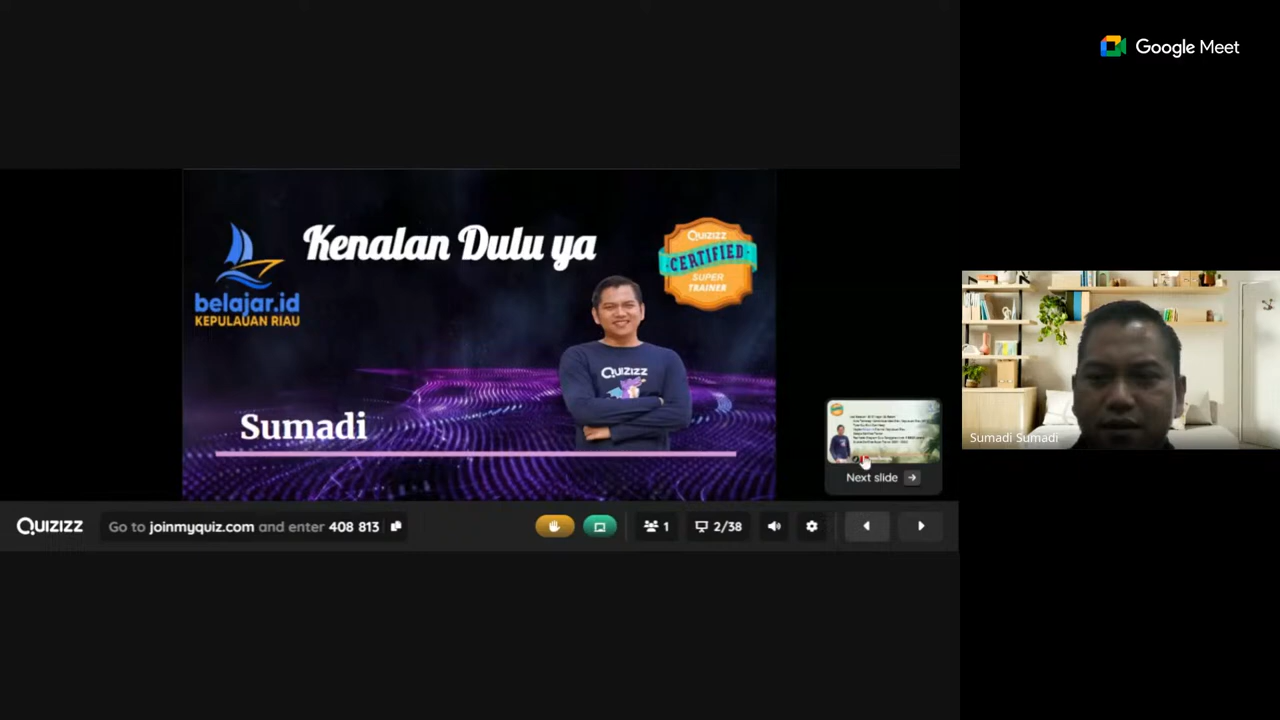 Google Meet
Kenalan Dulu ya
QUIZIZZ
CERTIFIED
SUPER
TRAINER
belajar.id
KEPULAUAN RIAU
QUIZIZZ
Sumadi
Sumadi Sumadi
Next slide
QUIZIZZ
Go to joinmyquiz.com and enter 408 813
1
2/38